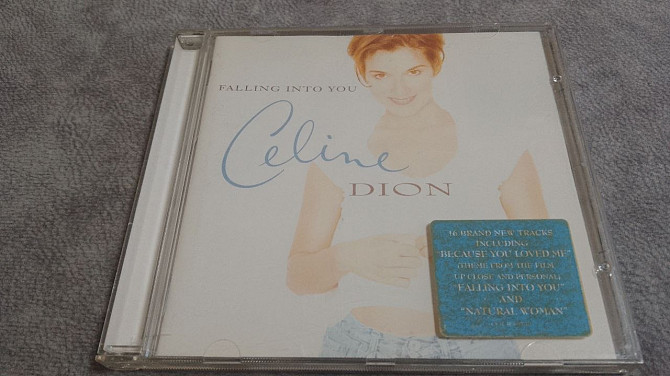 FALLING INTO YOU
Celine
DION
16 BRAND NEW TRACKS
INCLUDING
"BECAUSE YOU LOVED ME"
(THEME FROM THE FILM
UP CLOSE AND PERSONAL)
"FALLING INTO YOU"
AND
"NATURAL WOMAN"